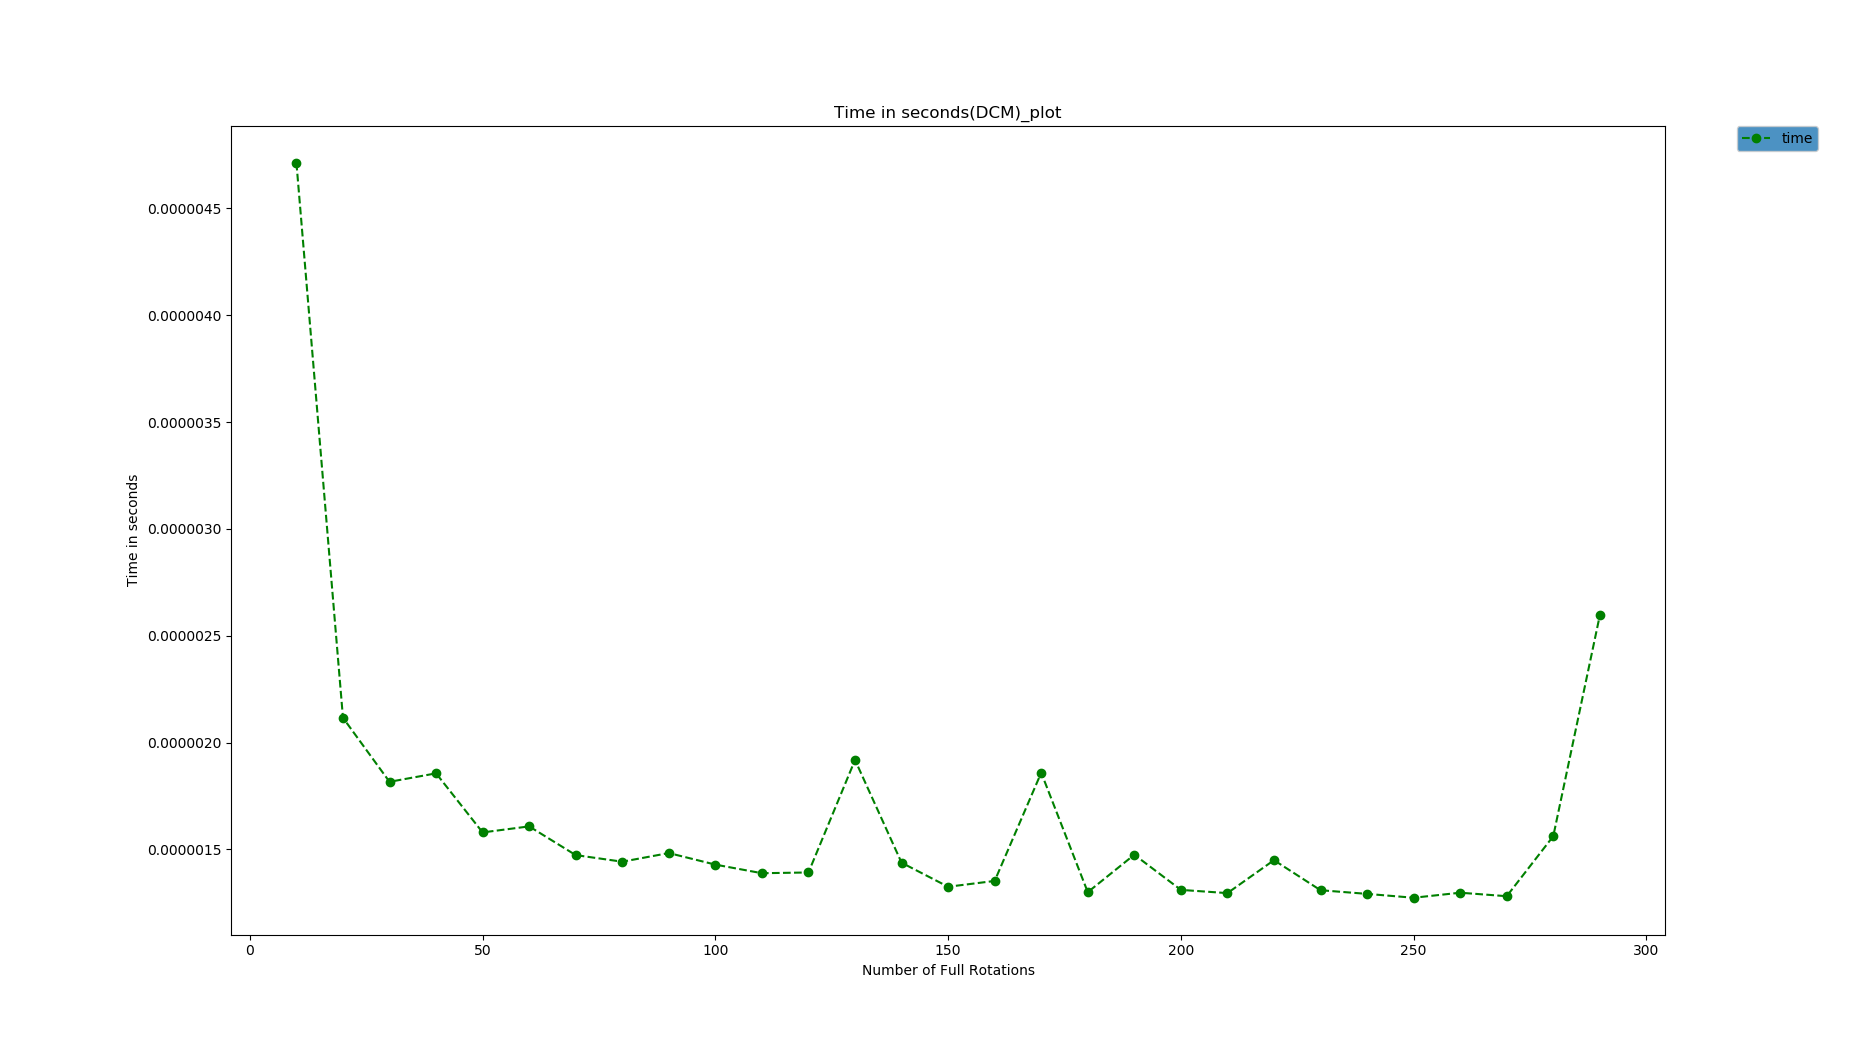 Time in seconds(DCM)_plot
time
0.0000045
0.0000040
0.0000035
0.0000030
0.0000025
0.0000020
0.0000015
Time in seconds
0 50 100 150 200 250 300
Number of Full Rotations